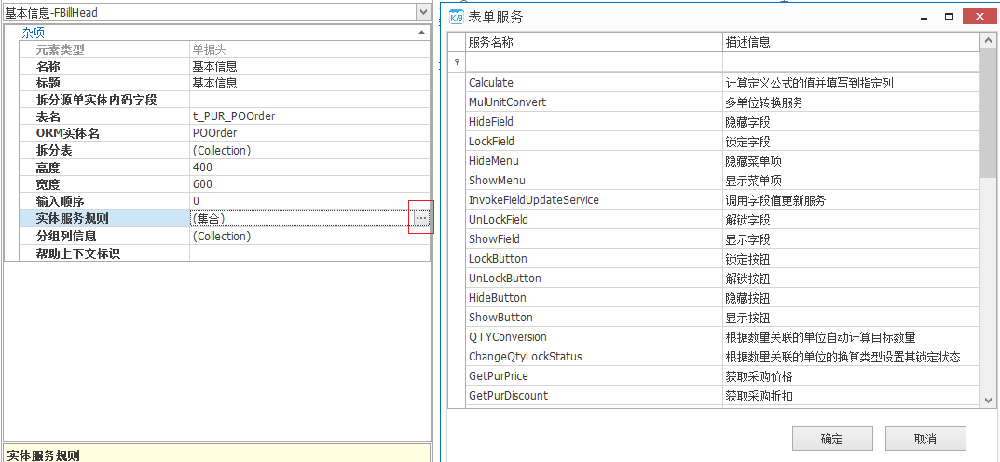 基本信息-FBillHead
杂项
元素类型 单据头
名称 基本信息
标题 基本信息
拆分源单实体内码字段
表名 t_PUR_POOrder
ORM实体名 POOrder
拆分表 (Collection)
高度 400
宽度 600
输入顺序 0
实体服务规则 (集合) ...
分组列信息 (Collection)
帮助上下文标识
实体服务规则
K/3 表单服务
服务名称 描述信息
Calculate 计算定义公式的值并填写到指定列
MulUnitConvert 多单位转换服务
HideField 隐藏字段
LockField 锁定字段
HideMenu 隐藏菜单项
ShowMenu 显示菜单项
InvokeFieldUpdateService 调用字段值更新服务
UnLockField 解锁字段
ShowField 显示字段
LockButton 锁定按钮
UnLockButton 解锁按钮
HideButton 隐藏按钮
ShowButton 显示按钮
QTYConversion 根据数量关联的单位自动计算目标数量
ChangeQtyLockStatus 根据数量关联的单位的换算类型设置其锁定状态
GetPurPrice 获取采购价格
GetPurDiscount 获取采购折扣
确定 取消